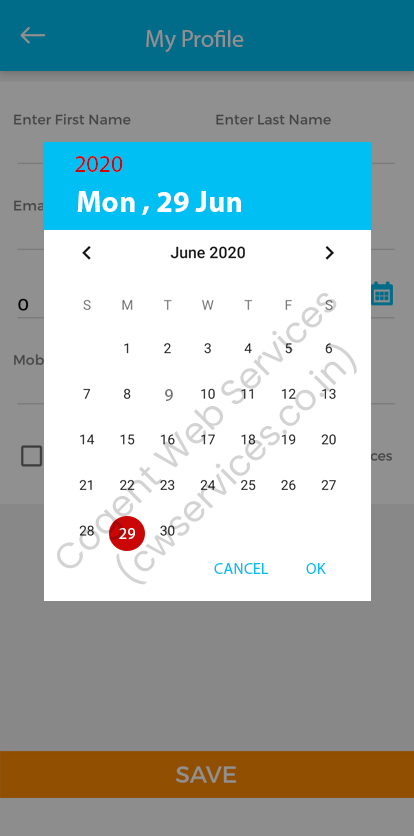 My Profile
Enter First Name Enter Last Name
2020
Mon , 29 Jun
Ema
June 2020
0
S M T W T F S
1 2 3 4 5 6
Mob
7 8 9 10 11 12 13
14 15 16 17 18 19 20
ces
21 22 23 24 25 26 27
28 29 30
CANCEL OK
Cogent Web Services
(cwservices.co.in)
SAVE